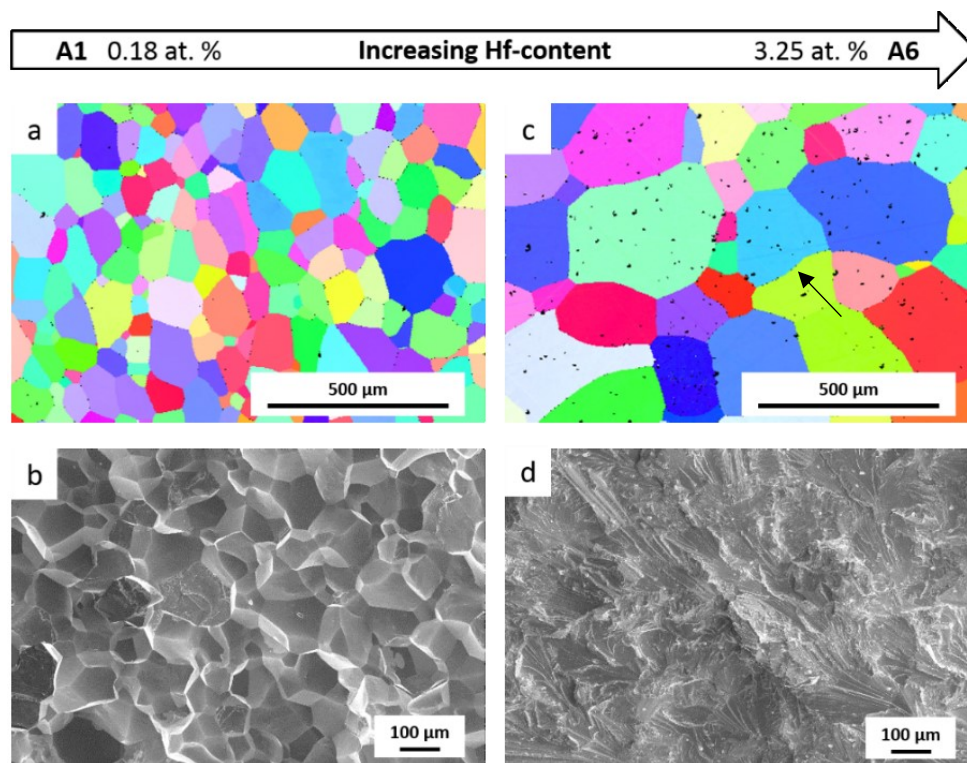 A1 0.18 at. % Increasing Hf-content 3.25 at. % A6
a
c
500 µm
500 µm
b
d
100 µm
100 µm